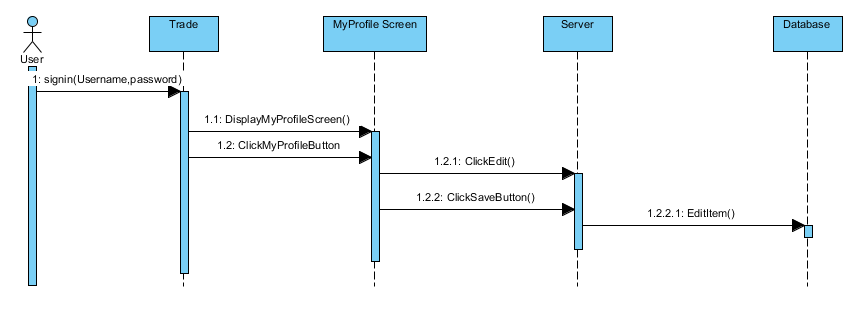 Trade
MyProfile Screen
Server
Database
User
1: signin(Username,password)
1.1: DisplayMyProfileScreen()
1.2: ClickMyProfileButton
1.2.1: ClickEdit()
1.2.2: ClickSaveButton()
1.2.2.1: EditItem()